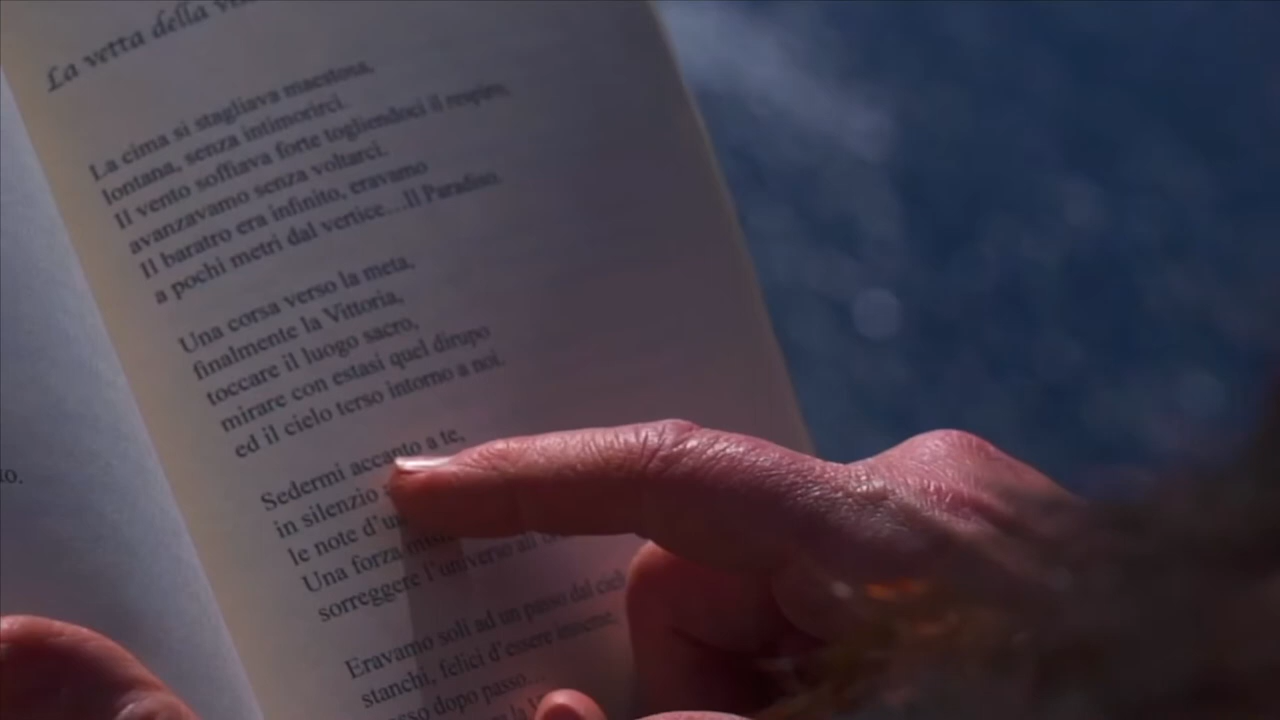 to.
La vetta della
La cima si stagliava maestosa,
lontana, senza intimorirci.
Il vento soffiava forte togliendoci il respiro,
avanzavamo senza voltarci.
Il baratro era infinito, eravamo
a pochi metri dal vertice...Il Paradiso.
Una corsa verso la meta,
finalmente la Vittoria,
toccare il luogo sacro,
mirare con estasi quel dirupo
ed il cielo terso intorno a noi.
Sedermi accanto a te,
in silenzio
le note d'un
Una forza
sorreggere l'universo
Eravamo soli ad un passo dal
stanchi, felici d'essere insieme.
passo dopo passo...
la